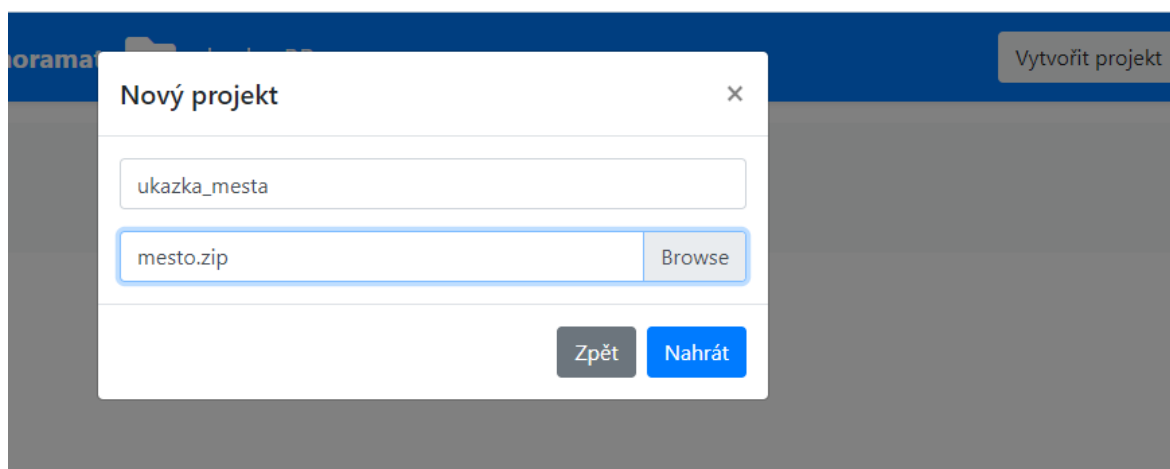 Vytvořit projekt
Nový projekt
×
ukazka_mesta
mesto.zip Browse
Zpět Nahrát